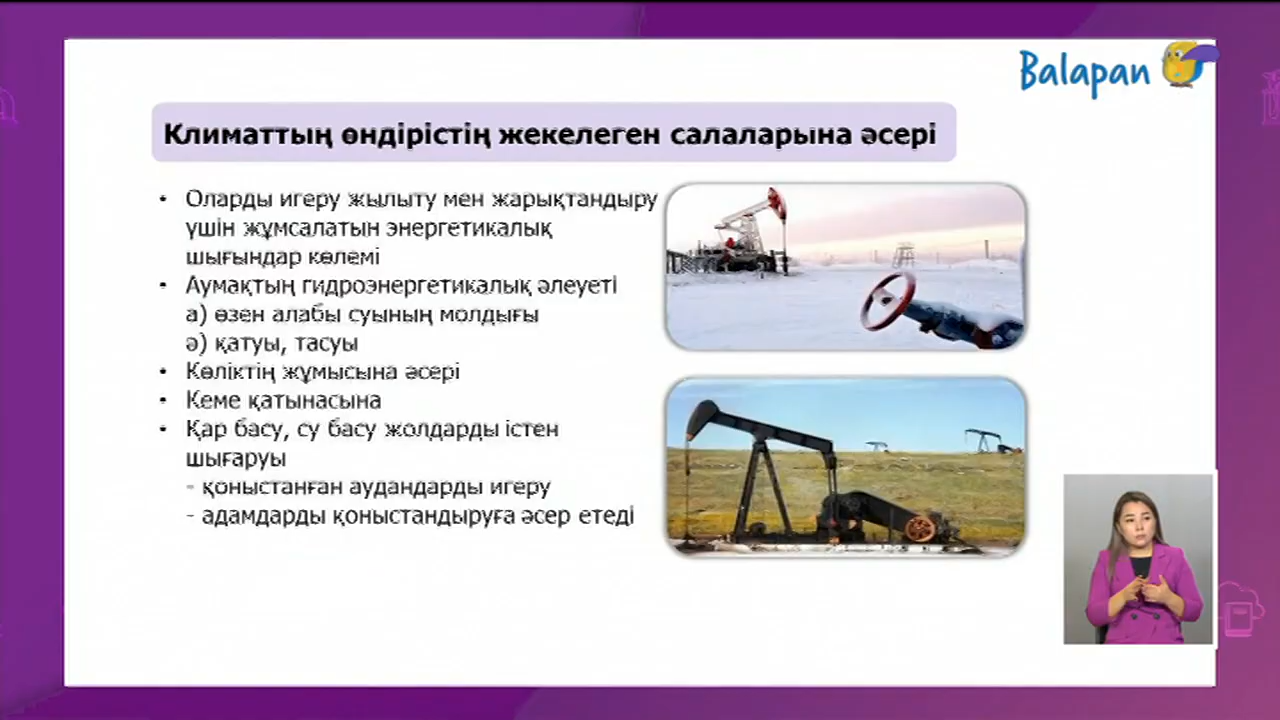 Balapan
Климаттың өндірістің жекелеген салаларына әсері
• Оларды игеру жылыту мен жарықтандыру
үшін жұмсалатын энергетикалық
шығындар көлемі
• Аумақтың гидроэнергетикалық әлеуеті
а) өзен алабы суының молдығы
ә) қатуы, тасуы
• Көліктің жұмысына әсері
• Кеме қатынасына
• Қар басу, су басу жолдарды істен
шығаруы
- қоныстанған аудандарды игеру
- адамдарды қоныстандыруға әсер етеді